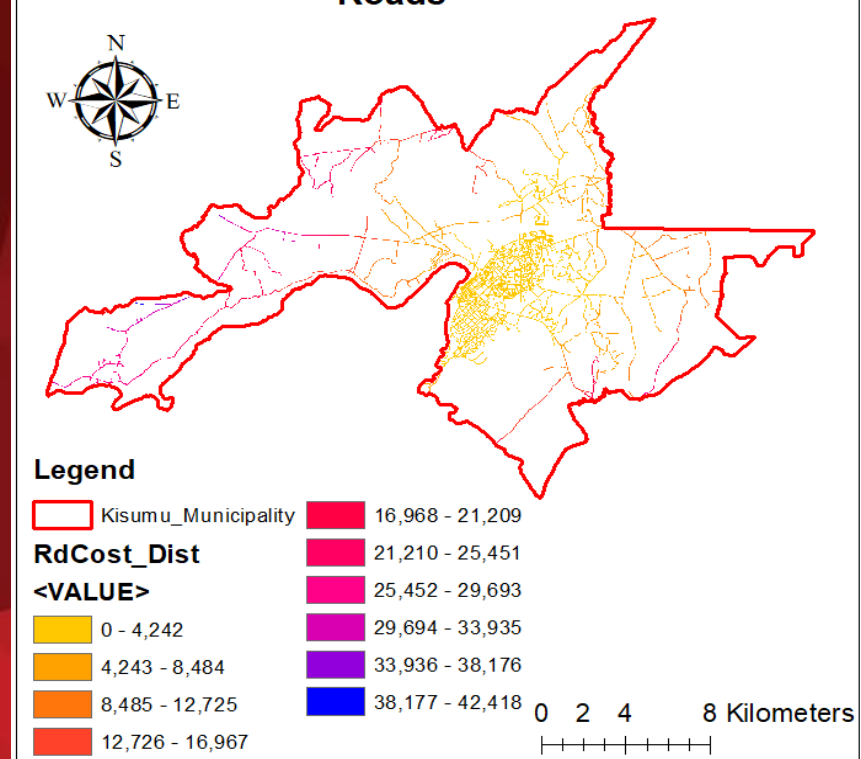 Roads
N
W E
S
Legend
Kisumu_Municipality
RdCost_Dist
<VALUE>
0 - 4,242
4,243 - 8,484
8,485 - 12,725
12,726 - 16,967
16,968 - 21,209
21,210 - 25,451
25,452 - 29,693
29,694 - 33,935
33,936 - 38,176
38,177 - 42,418
0 2 4 8 Kilometers